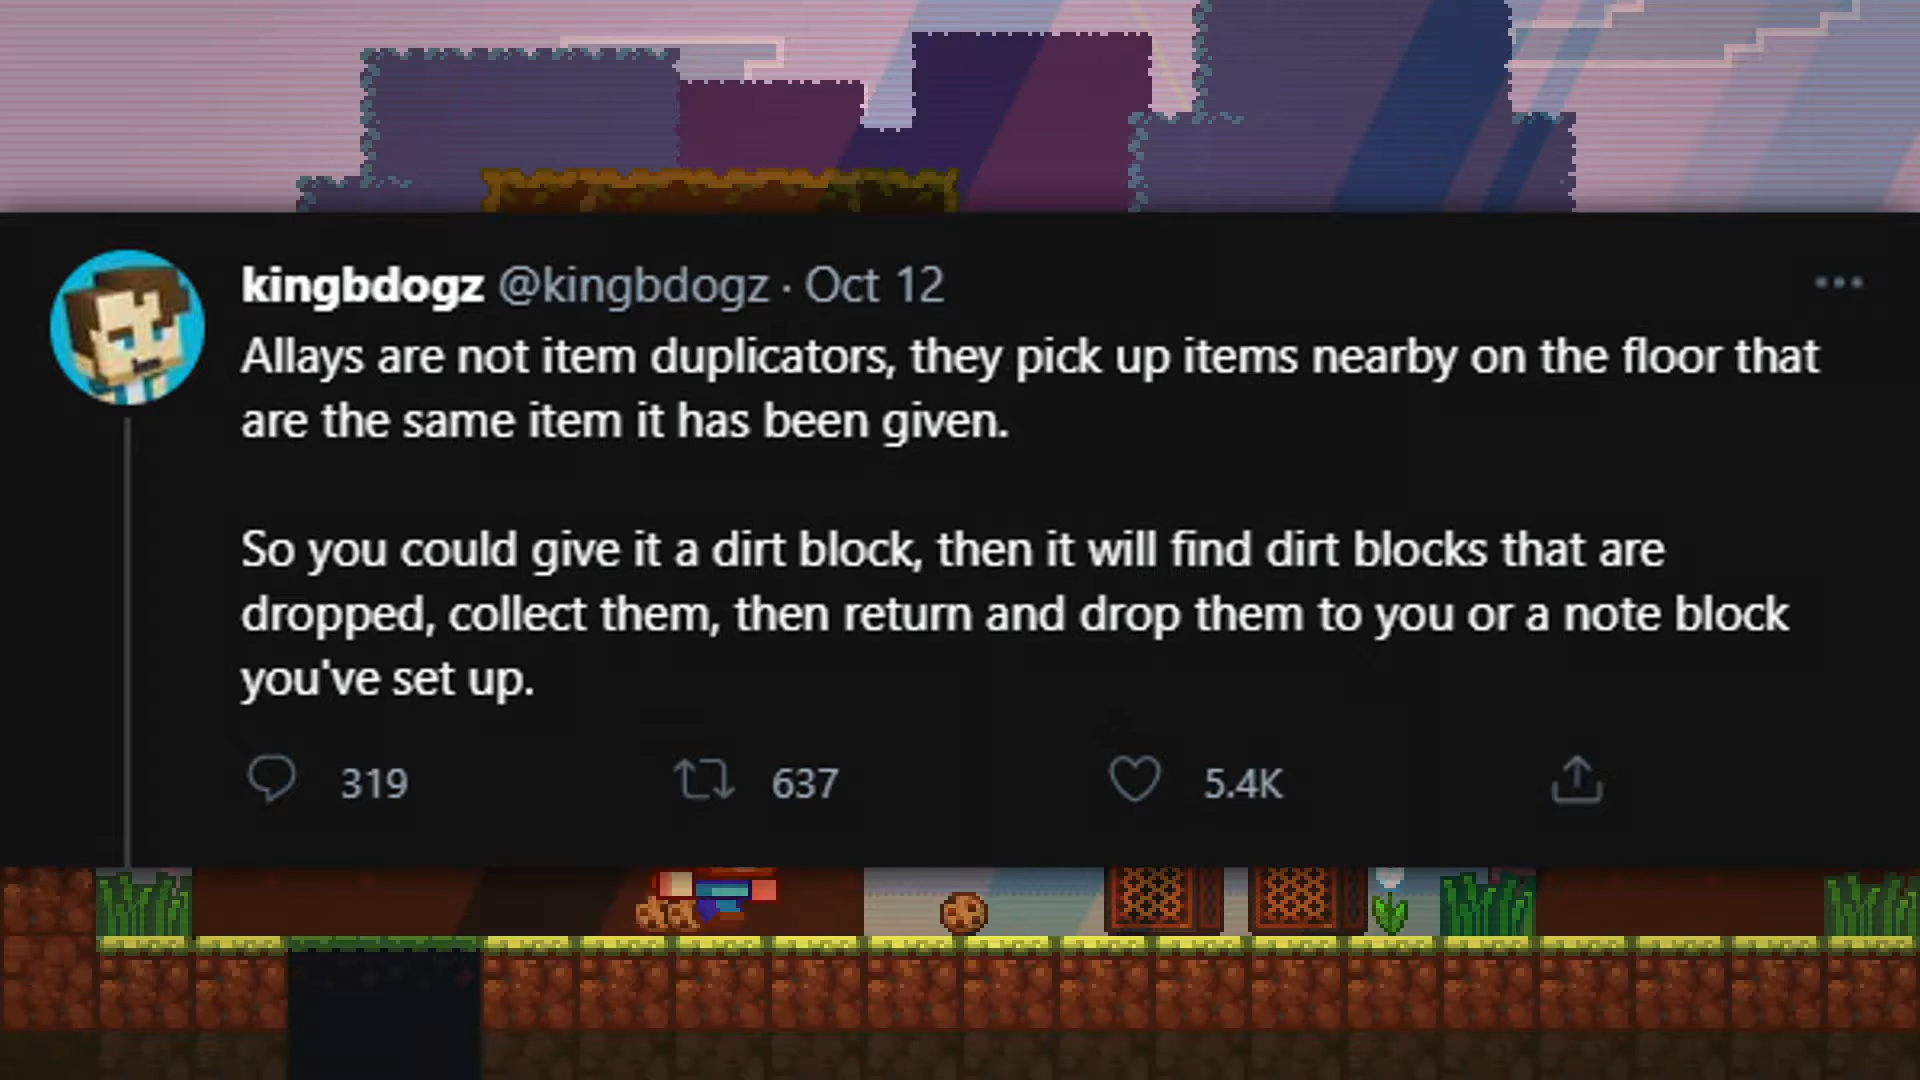 kingbdogz @kingbdogz · Oct 12
Allays are not item duplicators, they pick up items nearby on the floor that
are the same item it has been given.
So you could give it a dirt block, then it will find dirt blocks that are
dropped, collect them, then return and drop them to you or a note block
you've set up.
319 637 5.4K